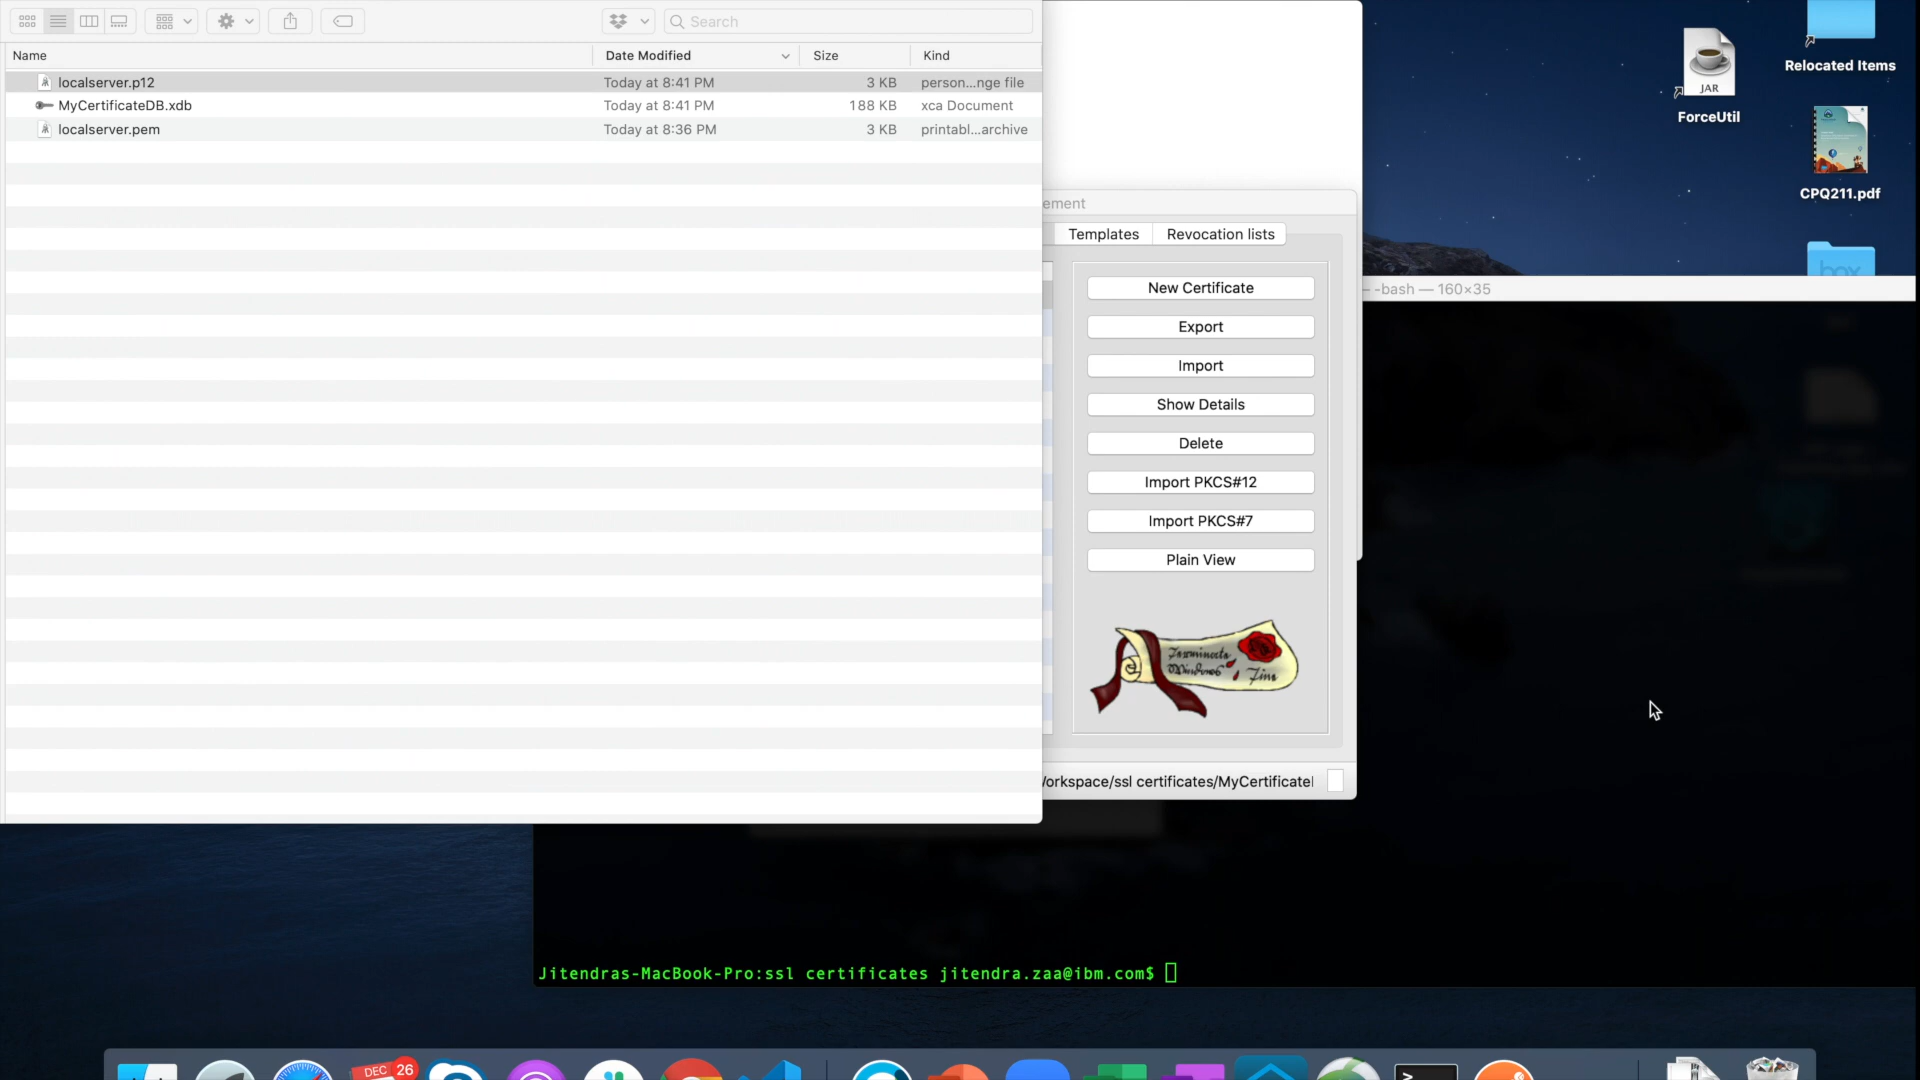 Search
Name
Date Modified
Size
Kind
localserver.p12
Today at 8:41 PM
3 KB
person...nge file
MyCertificateDB.xdb
Today at 8:41 PM
188 KB
xca Document
localserver.pem
Today at 8:36 PM
3 KB
printabl...archive
ement
Templates
Revocation lists
New Certificate
Export
Import
Show Details
Delete
Import PKCS#12
Import PKCS#7
Plain View
/orkspace/ssl certificates/MyCertificate
JAR
ForceUtil
Relocated Items
CPQ211.pdf
box
-bash — 160×35
Jitendras-MacBook-Pro:ssl certificates jitendra.zaa@ibm.com$
DEC 26